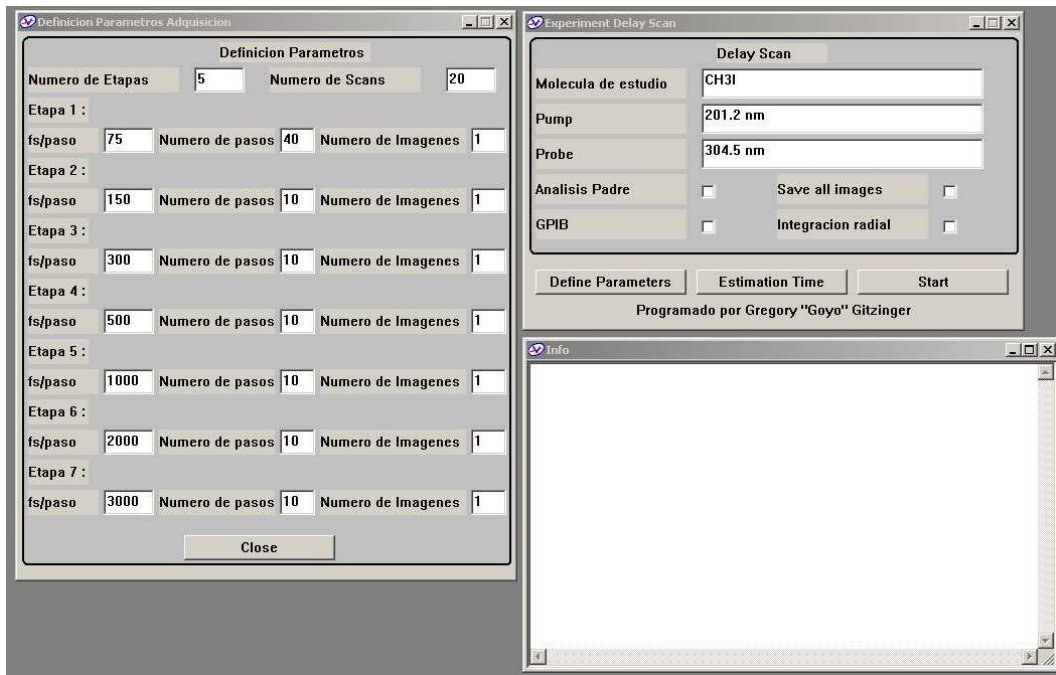 Definicion Parametros Adquisicion
Definicion Parametros
Numero de Etapas 5 Numero de Scans 20
Etapa 1 :
fs/paso 75 Numero de pasos 40 Numero de Imagenes 1
Etapa 2 :
fs/paso 150 Numero de pasos 10 Numero de Imagenes 1
Etapa 3 :
fs/paso 300 Numero de pasos 10 Numero de Imagenes 1
Etapa 4 :
fs/paso 500 Numero de pasos 10 Numero de Imagenes 1
Etapa 5 :
fs/paso 1000 Numero de pasos 10 Numero de Imagenes 1
Etapa 6 :
fs/paso 2000 Numero de pasos 10 Numero de Imagenes 1
Etapa 7 :
fs/paso 3000 Numero de pasos 10 Numero de Imagenes 1
Close
Experiment Delay Scan
Delay Scan
Molecula de estudio CH3I
Pump 201.2 nm
Probe 304.5 nm
Analisis Padre Save all images
GPIB Integracion radial
Define Parameters Estimation Time Start
Programado por Gregory "Goyo" Gitzinger
Info